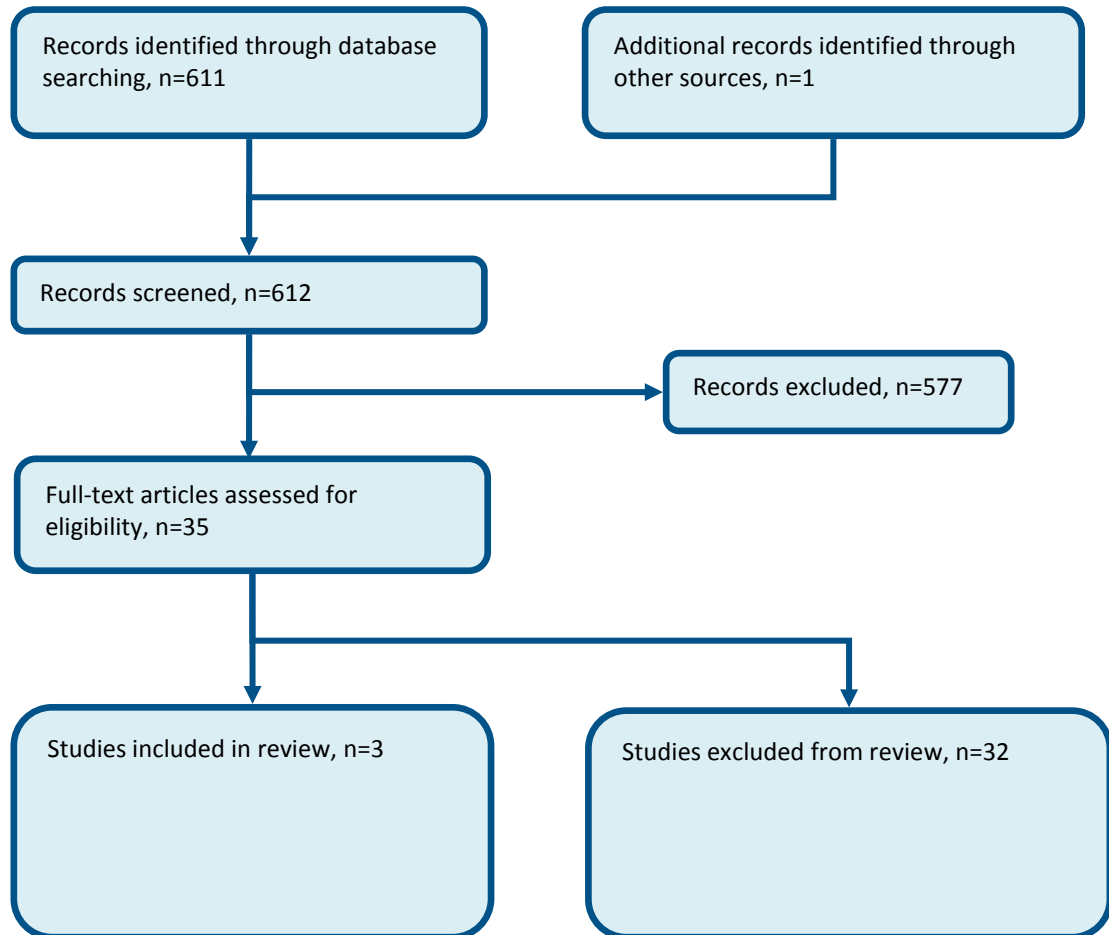 Records identified through database
searching, n=611
Additional records identified through
other sources, n=1
Records screened, n=612
Records excluded, n=577
Full-text articles assessed for
eligibility, n=35
Studies included in review, n=3
Studies excluded from review, n=32